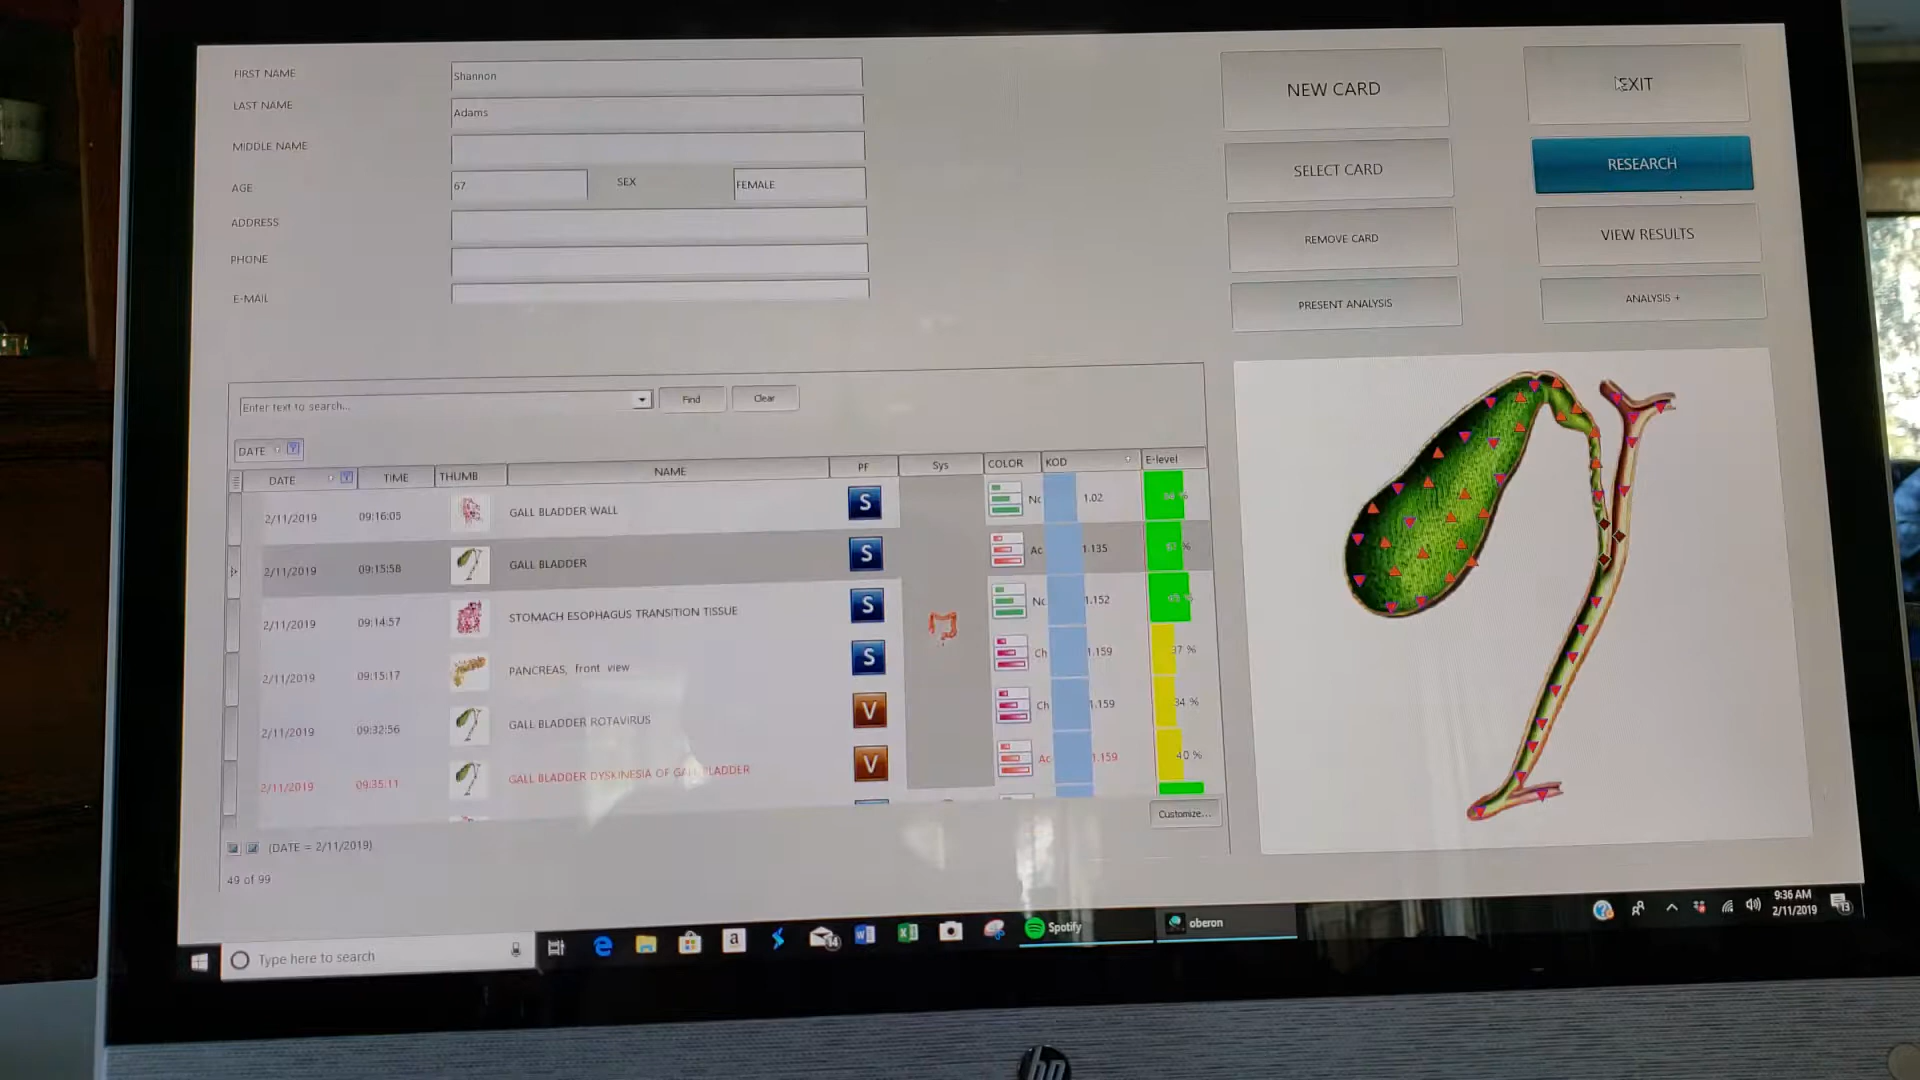 FIRST NAME Shannon
LAST NAME Adams
MIDDLE NAME
AGE 67 SEX FEMALE
ADDRESS
PHONE
E-MAIL
NEW CARD EXIT
SELECT CARD RESEARCH
REMOVE CARD VIEW RESULTS
PRESENT ANALYSIS ANALYSIS +
Enter text to search... Find Clear
DATE
DATE TIME THUMB NAME PF Sys COLOR KOD E-level
2/11/2019 09:16:05 GALL BLADDER WALL S Nc 1.02 %
2/11/2019 09:15:58 GALL BLADDER S Ac 1.135 %
2/11/2019 09:14:57 STOMACH ESOPHAGUS TRANSITION TISSUE S Nc 1.152 %
2/11/2019 09:15:17 PANCREAS, front view S Ch 1.159 37 %
2/11/2019 09:32:56 GALL BLADDER ROTAVIRUS V Ch 1.159 34 %
2/11/2019 09:35:11 GALL BLADDER DYSKINESIA OF GALL BLADDER V Ac 1.159 40 %
Customize...
(DATE = 2/11/2019)
49 of 99
Type here to search
a
14
Spotify
oberon
9:36 AM
2/11/2019
13
hp